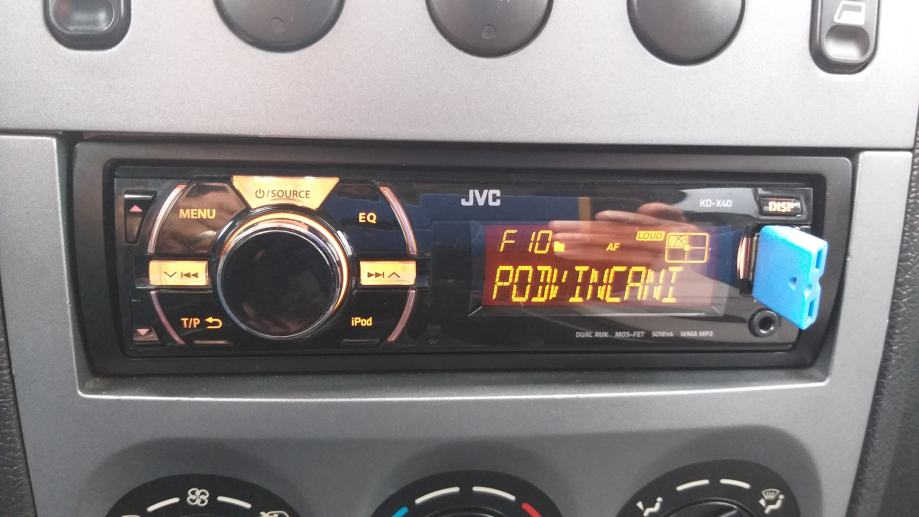 ⏻/SOURCE
MENU
EQ
JVC
KD-X40
DISP
F 10
AF
LOUD
PODVINCANI
T/P
iPod
DUAL AUX MOS-FET 50Wx4 WMA MP3